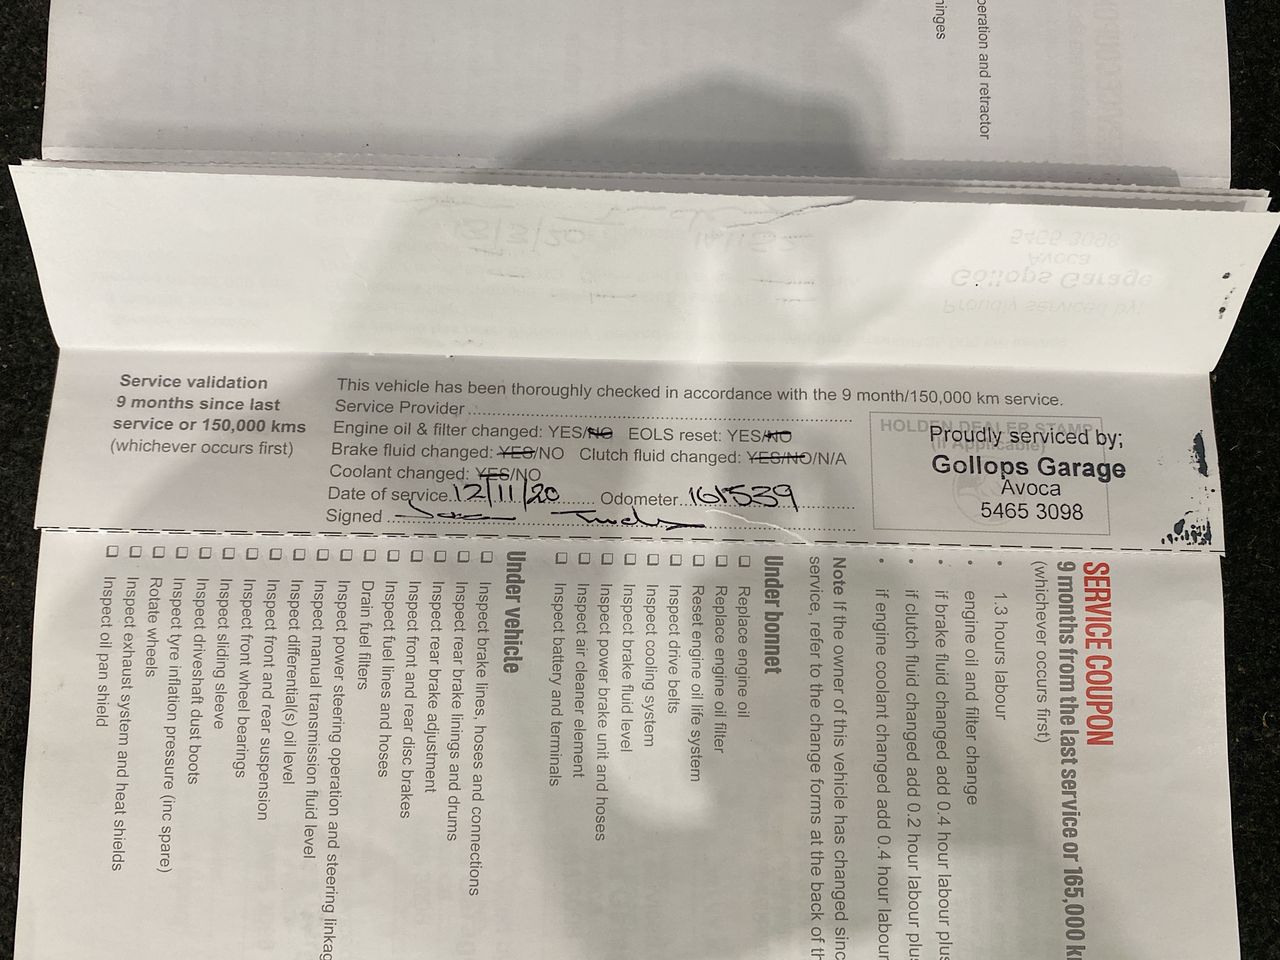 peration and retractor
hinges
Service validation
9 months since last
service or 150,000 kms
(whichever occurs first)
This vehicle has been thoroughly checked in accordance with the 9 month/150,000 km service.
Service Provider
Engine oil & filter changed: YES/NO EOLS reset: YES/NO
Brake fluid changed: YES/NO Clutch fluid changed: YES/NO/N/A
Coolant changed: YES/NO
Date of service 12/11/20 Odometer 161539
Signed
HOLDEN DEALER STAMP
(If Applicable)
Proudly serviced by;
Gollops Garage
Avoca
5465 3098
SERVICE COUPON
9 months from the last service or 165,000 k
(whichever occurs first)
• 1.3 hours labour
• engine oil and filter change
• if brake fluid changed add 0.4 hour labour plus
• if clutch fluid changed add 0.2 hour labour plus
• if engine coolant changed add 0.4 hour labour
Note If the owner of this vehicle has changed sinc
service, refer to the change forms at the back of th
Under bonnet
☐ Replace engine oil
☐ Replace engine oil filter
☐ Reset engine oil life system
☐ Inspect drive belts
☐ Inspect cooling system
☐ Inspect brake fluid level
☐ Inspect power brake unit and hoses
☐ Inspect air cleaner element
☐ Inspect battery and terminals
Under vehicle
☐ Inspect brake lines, hoses and connections
☐ Inspect rear brake linings and drums
☐ Inspect rear brake adjustment
☐ Inspect front and rear disc brakes
☐ Inspect fuel lines and hoses
☐ Drain fuel filters
☐ Inspect power steering operation and steering linkag
☐ Inspect manual transmission fluid level
☐ Inspect differential(s) oil level
☐ Inspect front and rear suspension
☐ Inspect front wheel bearings
☐ Inspect sliding sleeve
☐ Inspect driveshaft dust boots
☐ Inspect tyre inflation pressure (inc spare)
☐ Rotate wheels
☐ Inspect exhaust system and heat shields
☐ Inspect oil pan shield